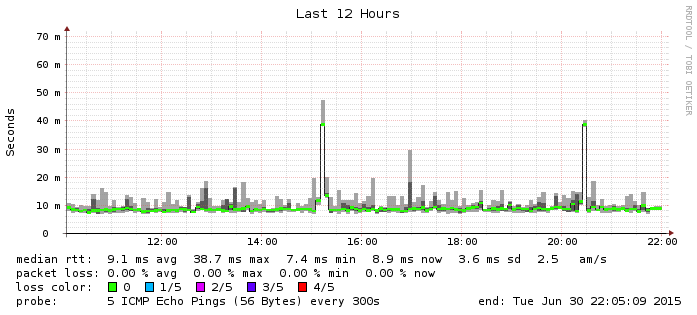 Last 12 Hours
RRDTOOL / TOBI OETIKER
Seconds
70 m
60 m
50 m
40 m
30 m
20 m
10 m
0
12:00 14:00 16:00 18:00 20:00 22:00
median rtt: 9.1 ms avg 38.7 ms max 7.4 ms min 8.9 ms now 3.6 ms sd 2.5 am/s
packet loss: 0.00 % avg 0.00 % max 0.00 % min 0.00 % now
loss color: 0 1/5 2/5 3/5 4/5
probe: 5 ICMP Echo Pings (56 Bytes) every 300s end: Tue Jun 30 22:05:09 2015